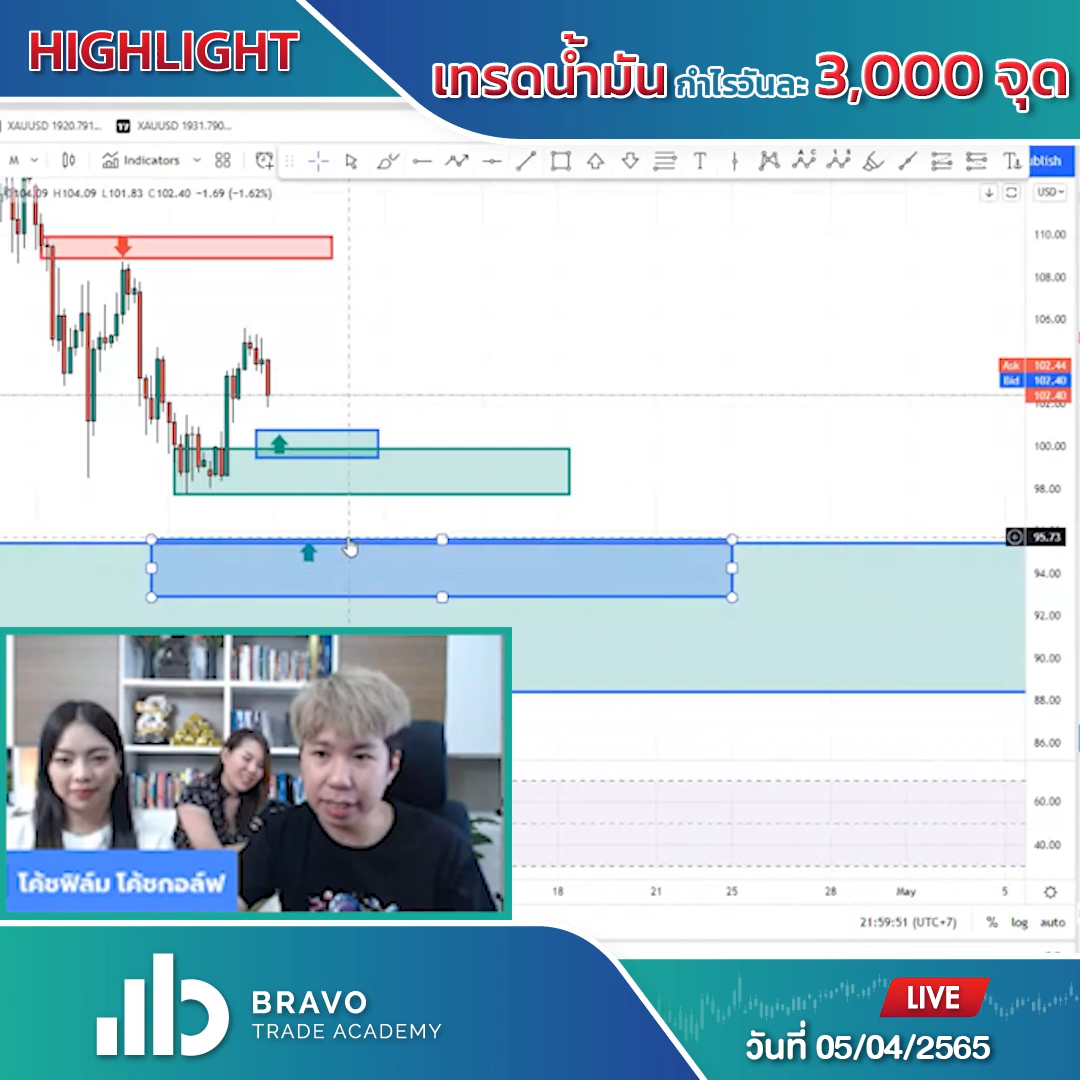 HIGHLIGHT
เทรดน้ำมัน กำไรวันละ 3,000 จุด
XAUUSD 1920.791... XAUUSD 1931.790...
M Indicators T ublish
O104.09 H104.09 L101.83 C102.40 −1.69 (−1.62%) USD
110.00
108.00
106.00
Ask 102.44
Bid 102.40
102.40
102.00
100.00
98.00
95.73
94.00
92.00
90.00
88.00
86.00
60.00
40.00
โค้ชฟิล์ม โค้ชกอล์ฟ
18 21 25 28 May 5
21:59:51 (UTC+7) % log auto
BRAVO
TRADE ACADEMY
LIVE
วันที่ 05/04/2565